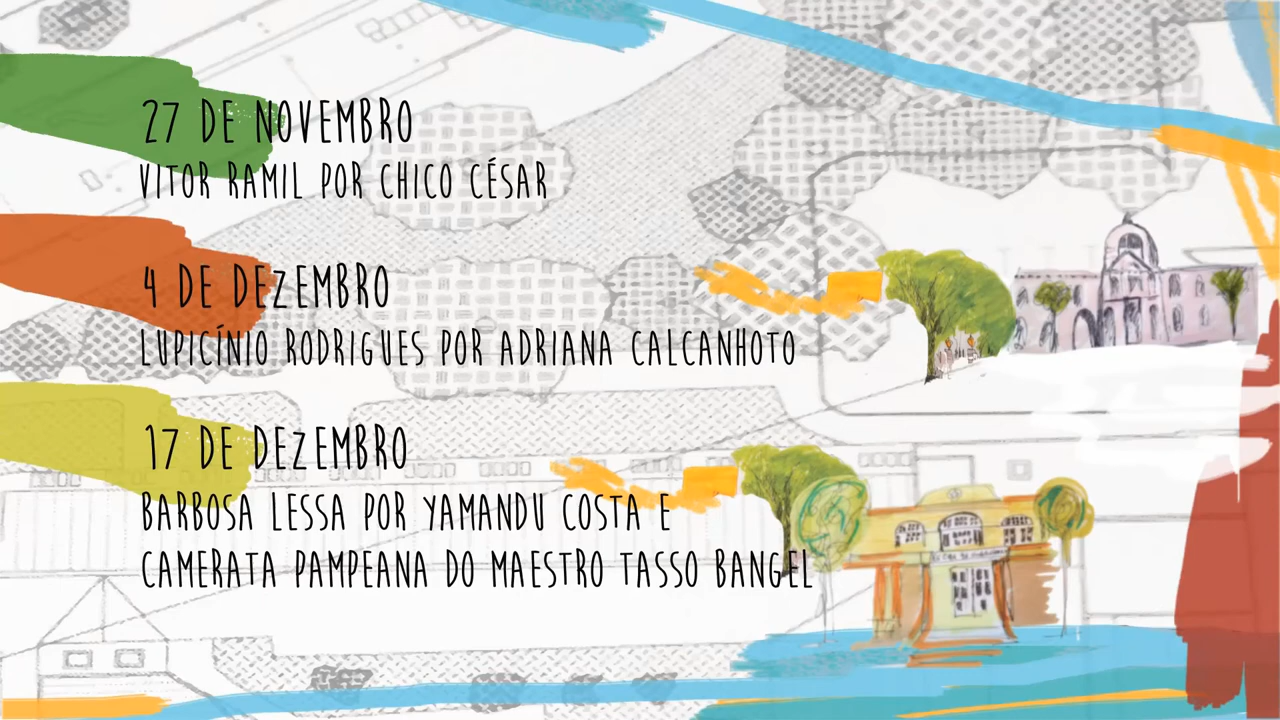 27 DE NOVEMBRO
VITOR RAMIL POR CHICO CÉSAR
4 DE DEZEMBRO
LUPICÍNIO RODRIGUES POR ADRIANA CALCANHOTO
17 DE DEZEMBRO
BARBOSA LESSA POR YAMANDU COSTA E
CAMERATA PAMPEANA DO MAESTRO TASSO BANGEL